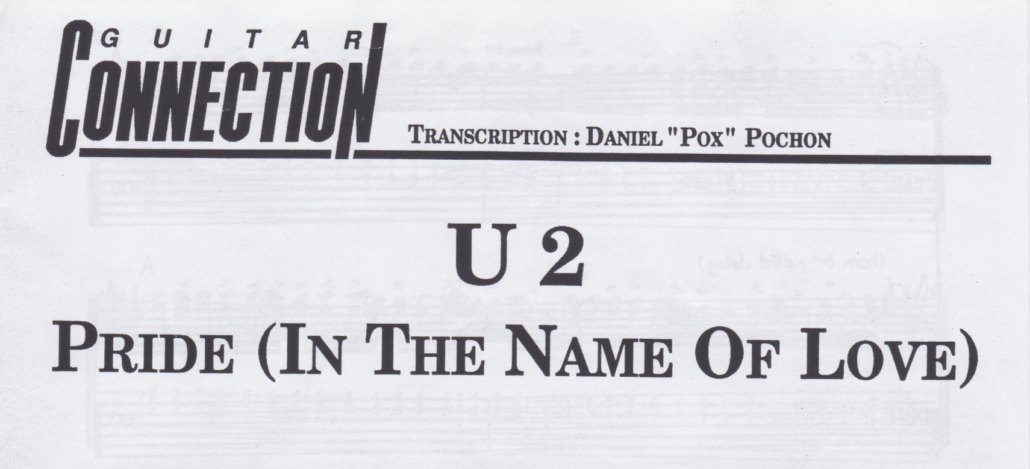 GUITAR
CONNECTION
TRANSCRIPTION : DANIEL "POX" POCHON
U 2
PRIDE (IN THE NAME OF LOVE)